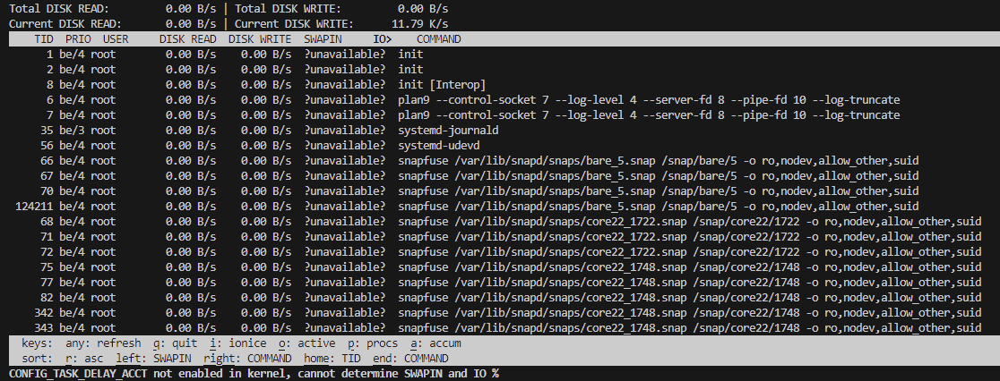 Total DISK READ:         0.00 B/s | Total DISK WRITE:         0.00 B/s
Current DISK READ:       0.00 B/s | Current DISK WRITE:      11.79 K/s
    TID  PRIO  USER     DISK READ  DISK WRITE  SWAPIN     IO>    COMMAND
      1 be/4 root        0.00 B/s    0.00 B/s  ?unavailable?  init
      2 be/4 root        0.00 B/s    0.00 B/s  ?unavailable?  init
      8 be/4 root        0.00 B/s    0.00 B/s  ?unavailable?  init [Interop]
      6 be/4 root        0.00 B/s    0.00 B/s  ?unavailable?  plan9 --control-socket 7 --log-level 4 --server-fd 8 --pipe-fd 10 --log-truncate
      7 be/4 root        0.00 B/s    0.00 B/s  ?unavailable?  plan9 --control-socket 7 --log-level 4 --server-fd 8 --pipe-fd 10 --log-truncate
     35 be/3 root        0.00 B/s    0.00 B/s  ?unavailable?  systemd-journald
     56 be/4 root        0.00 B/s    0.00 B/s  ?unavailable?  systemd-udevd
     66 be/4 root        0.00 B/s    0.00 B/s  ?unavailable?  snapfuse /var/lib/snapd/snaps/bare_5.snap /snap/bare/5 -o ro,nodev,allow_other,suid
     67 be/4 root        0.00 B/s    0.00 B/s  ?unavailable?  snapfuse /var/lib/snapd/snaps/bare_5.snap /snap/bare/5 -o ro,nodev,allow_other,suid
     70 be/4 root        0.00 B/s    0.00 B/s  ?unavailable?  snapfuse /var/lib/snapd/snaps/bare_5.snap /snap/bare/5 -o ro,nodev,allow_other,suid
 124211 be/4 root        0.00 B/s    0.00 B/s  ?unavailable?  snapfuse /var/lib/snapd/snaps/bare_5.snap /snap/bare/5 -o ro,nodev,allow_other,suid
     68 be/4 root        0.00 B/s    0.00 B/s  ?unavailable?  snapfuse /var/lib/snapd/snaps/core22_1722.snap /snap/core22/1722 -o ro,nodev,allow_other,suid
     71 be/4 root        0.00 B/s    0.00 B/s  ?unavailable?  snapfuse /var/lib/snapd/snaps/core22_1722.snap /snap/core22/1722 -o ro,nodev,allow_other,suid
     72 be/4 root        0.00 B/s    0.00 B/s  ?unavailable?  snapfuse /var/lib/snapd/snaps/core22_1722.snap /snap/core22/1722 -o ro,nodev,allow_other,suid
     75 be/4 root        0.00 B/s    0.00 B/s  ?unavailable?  snapfuse /var/lib/snapd/snaps/core22_1748.snap /snap/core22/1748 -o ro,nodev,allow_other,suid
     77 be/4 root        0.00 B/s    0.00 B/s  ?unavailable?  snapfuse /var/lib/snapd/snaps/core22_1748.snap /snap/core22/1748 -o ro,nodev,allow_other,suid
     82 be/4 root        0.00 B/s    0.00 B/s  ?unavailable?  snapfuse /var/lib/snapd/snaps/core22_1748.snap /snap/core22/1748 -o ro,nodev,allow_other,suid
    342 be/4 root        0.00 B/s    0.00 B/s  ?unavailable?  snapfuse /var/lib/snapd/snaps/core22_1748.snap /snap/core22/1748 -o ro,nodev,allow_other,suid
    343 be/4 root        0.00 B/s    0.00 B/s  ?unavailable?  snapfuse /var/lib/snapd/snaps/core22_1748.snap /snap/core22/1748 -o ro,nodev,allow_other,suid
  keys:  any: refresh  q: quit  i: ionice  o: active  p: procs  a: accum
  sort:  r: asc  left: SWAPIN  right: COMMAND  home: TID  end: COMMAND
CONFIG_TASK_DELAY_ACCT not enabled in kernel, cannot determine SWAPIN and IO %